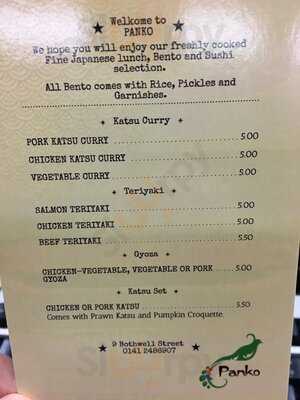 Welcome to
PANKO
We hope you will enjoy our freshly cooked
Fine Japanese lunch, Bento and Sushi
selection.
All Bento comes with Rice, Pickles and
Garnishes.
Katsu Curry
PORK KATSU CURRY 5.00
CHICKEN KATSU CURRY 5.00
VEGETABLE CURRY 5.00
Teriyaki
SALMON TERIYAKI 5.00
CHICKEN TERIYAKI 5.00
BEEF TERIYAKI 5.50
Gyoza
CHICKEN-VEGETABLE, VEGETABLE OR PORK 5.00
GYOZA
Katsu Set
CHICKEN OR PORK KATSU 5.50
Comes with Prawn Katsu and Pumpkin Croquette.
9 Bothwell Street
0141 2486907
Panko